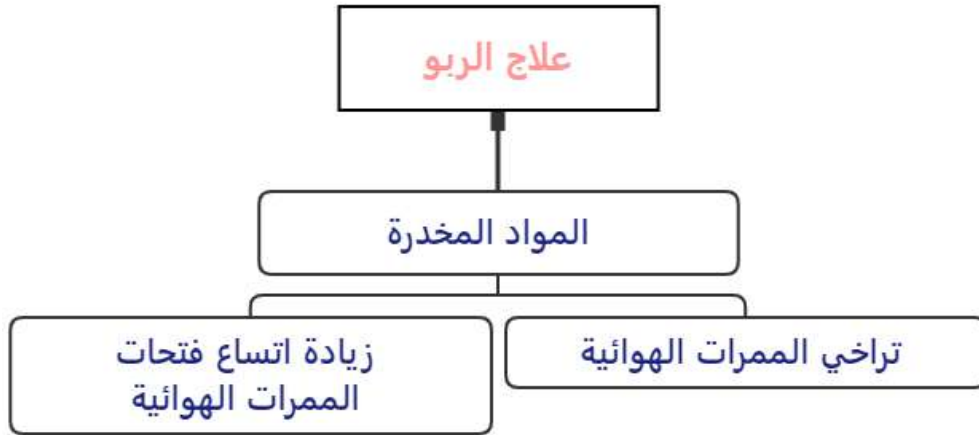 علاج الربو
المواد المخدرة
تراخي الممرات الهوائية
زيادة اتساع فتحات
الممرات الهوائية